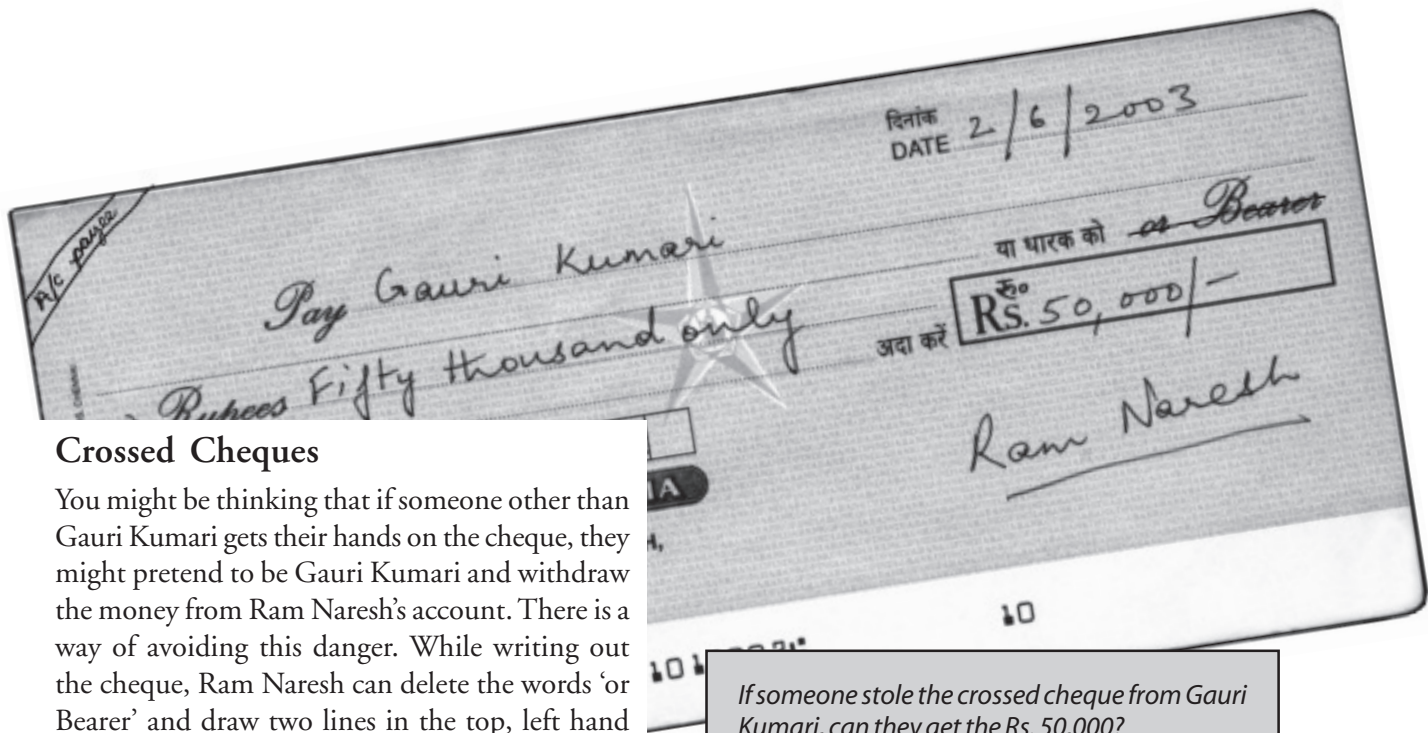 दिनांक
DATE 2/6/2003
A/c payee
Pay Gauri Kumari
या धारक को or Bearer
Rupees Fifty thousand only
अदा करें
रु०
Rs. 50,000/-
Ram Naresh
IA
H,
10
Crossed Cheques
You might be thinking that if someone other than
Gauri Kumari gets their hands on the cheque, they
might pretend to be Gauri Kumari and withdraw
the money from Ram Naresh's account. There is a
way of avoiding this danger. While writing out
the cheque, Ram Naresh can delete the words 'or
Bearer' and draw two lines in the top, left hand
If someone stole the crossed cheque from Gauri
Kumari, can they get the Rs. 50,000?